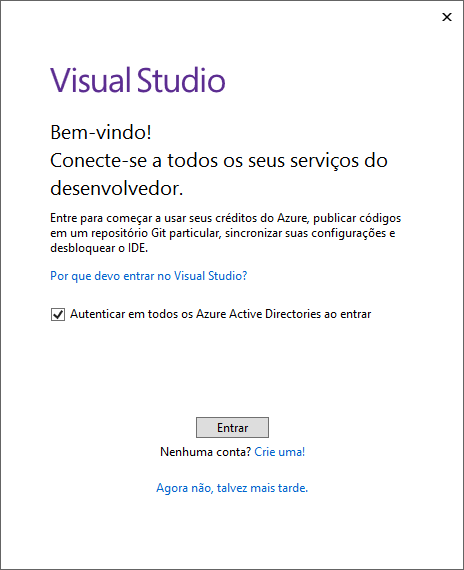 Visual Studio
Bem-vindo!
Conecte-se a todos os seus serviços do
desenvolvedor.
Entre para começar a usar seus créditos do Azure, publicar códigos
em um repositório Git particular, sincronizar suas configurações e
desbloquear o IDE.
Por que devo entrar no Visual Studio?
Autenticar em todos os Azure Active Directories ao entrar
Entrar
Nenhuma conta? Crie uma!
Agora não, talvez mais tarde.